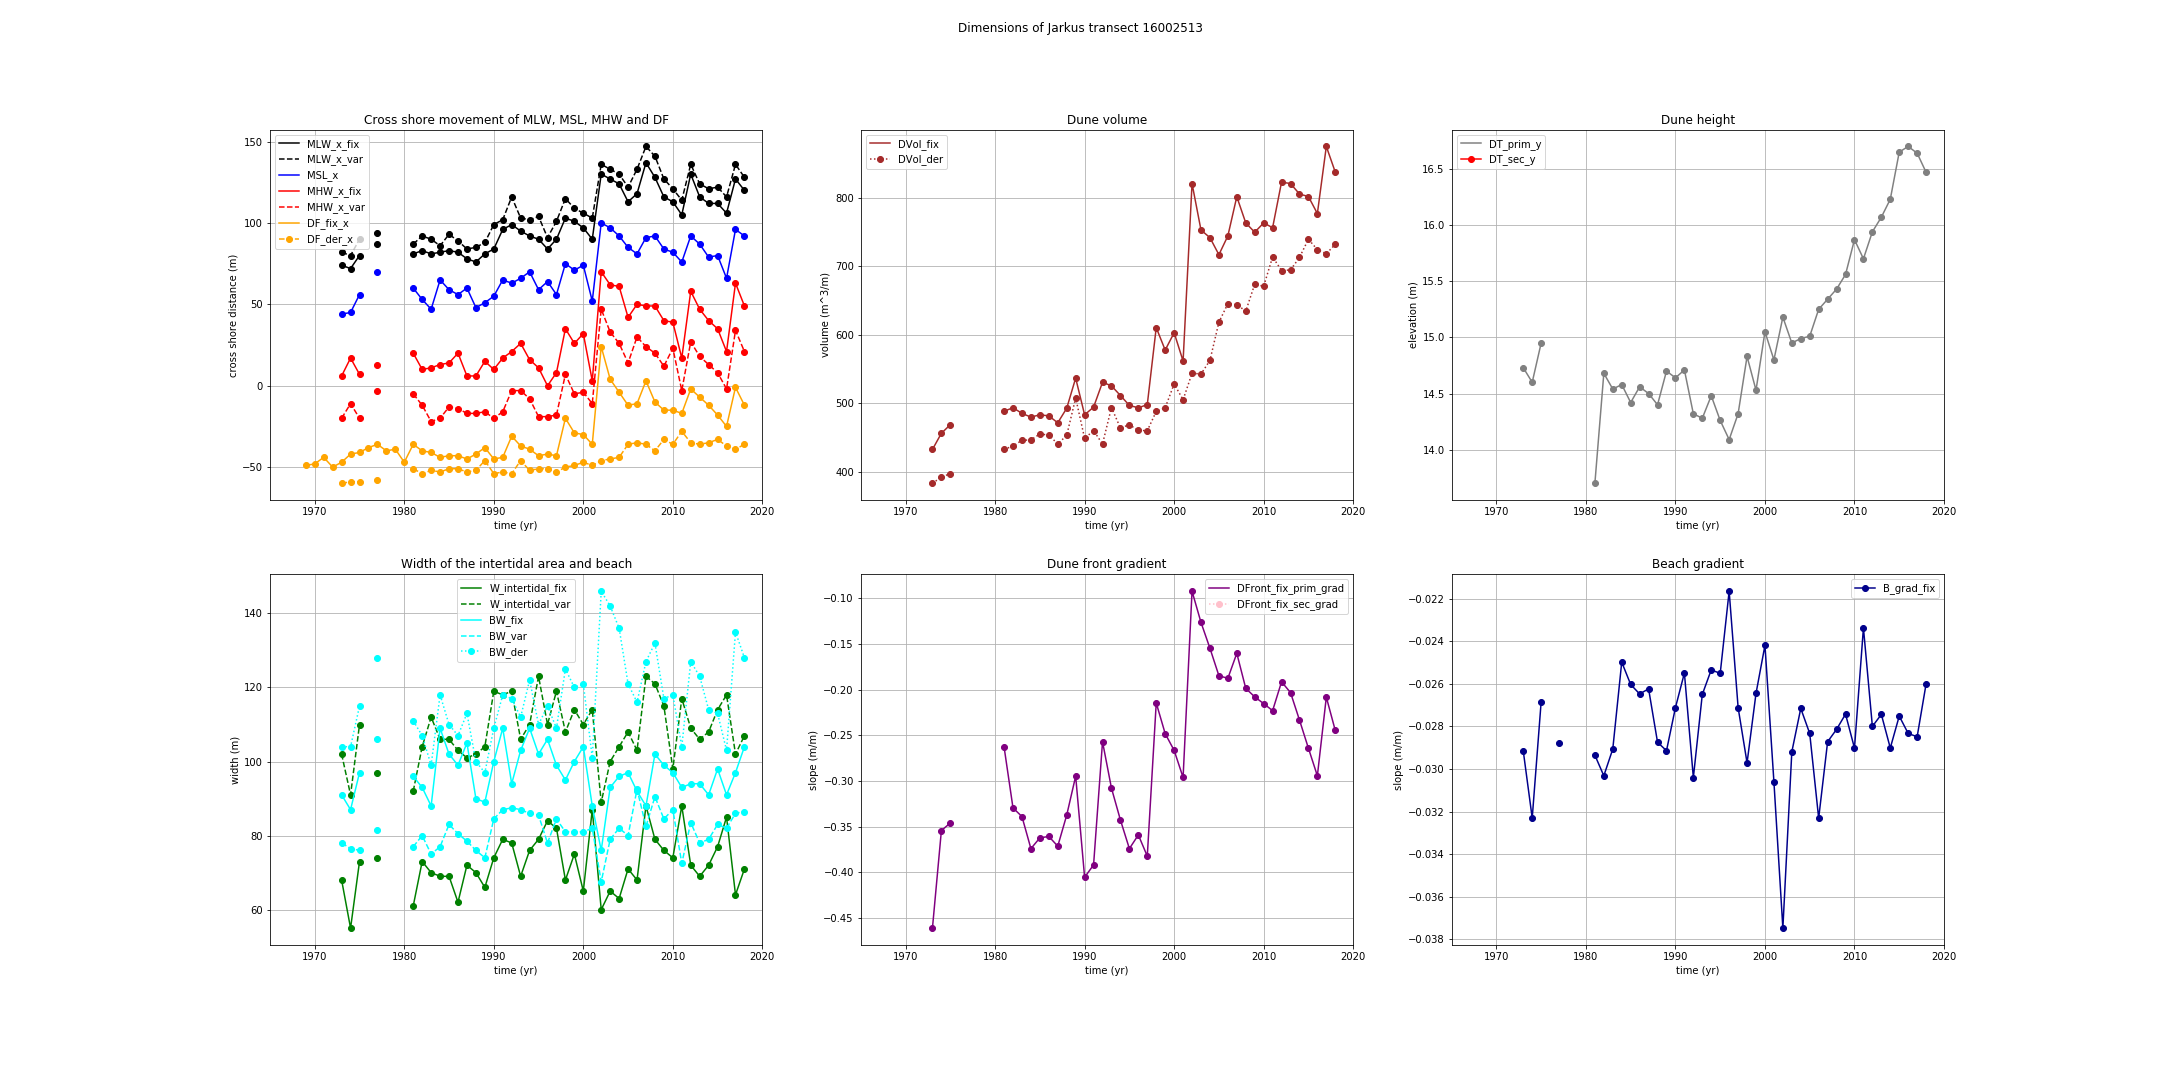 Dimensions of Jarkus transect 16002513
Cross shore movement of MLW, MSL, MHW and DF
MLW_x_fix
MLW_x_var
MSL_x
MHW_x_fix
MHW_x_var
DF_fix_x
DF_der_x
150
100
50
0
−50
cross shore distance (m)
1970 1980 1990 2000 2010 2020
time (yr)
Dune volume
DVol_fix
DVol_der
800
700
600
500
400
volume (m^3/m)
1970 1980 1990 2000 2010 2020
time (yr)
Dune height
DT_prim_y
DT_sec_y
16.5
16.0
15.5
15.0
14.5
14.0
elevation (m)
1970 1980 1990 2000 2010 2020
time (yr)
Width of the intertidal area and beach
W_intertidal_fix
W_intertidal_var
BW_fix
BW_var
BW_der
140
120
100
80
60
width (m)
1970 1980 1990 2000 2010 2020
time (yr)
Dune front gradient
DFront_fix_prim_grad
DFront_fix_sec_grad
−0.10
−0.15
−0.20
−0.25
−0.30
−0.35
−0.40
−0.45
slope (m/m)
1970 1980 1990 2000 2010 2020
time (yr)
Beach gradient
B_grad_fix
−0.022
−0.024
−0.026
−0.028
−0.030
−0.032
−0.034
−0.036
−0.038
slope (m/m)
1970 1980 1990 2000 2010 2020
time (yr)